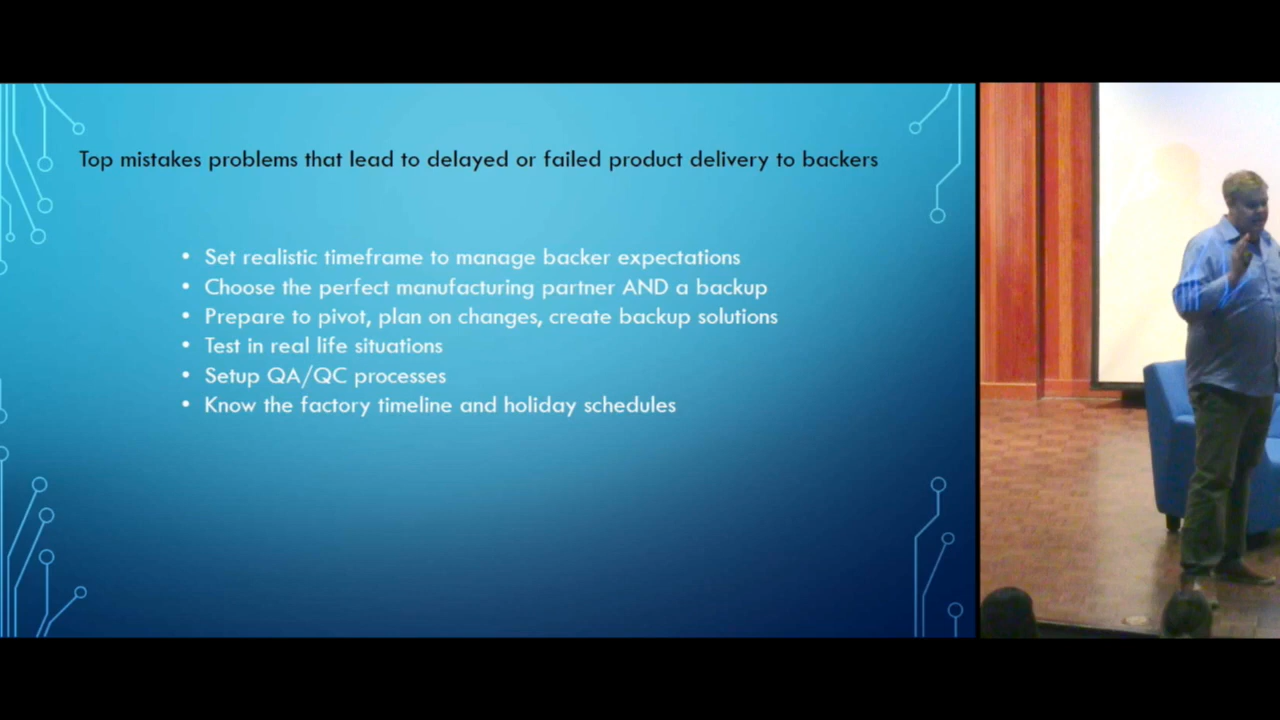 Top mistakes problems that lead to delayed or failed product delivery to backers
• Set realistic timeframe to manage backer expectations
• Choose the perfect manufacturing partner AND a backup
• Prepare to pivot, plan on changes, create backup solutions
• Test in real life situations
• Setup QA/QC processes
• Know the factory timeline and holiday schedules